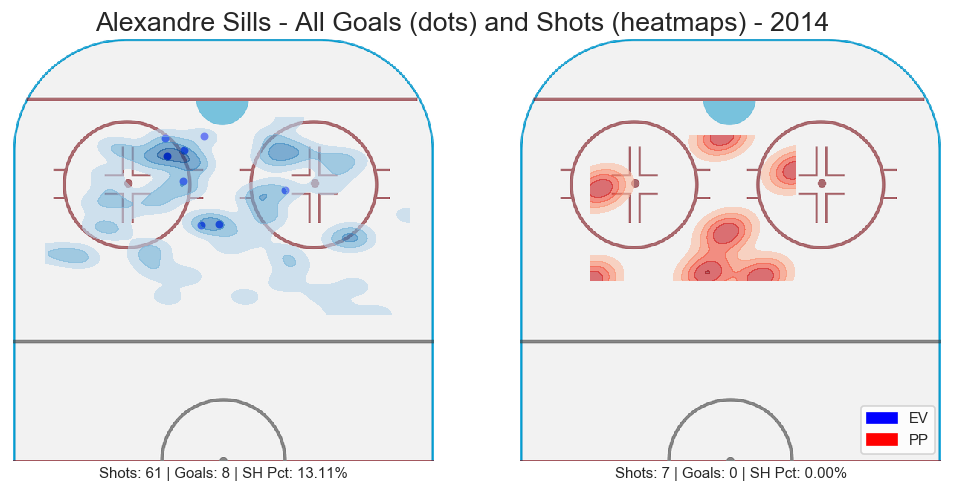 Alexandre Sills - All Goals (dots) and Shots (heatmaps) - 2014
EV
PP
Shots: 61 | Goals: 8 | SH Pct: 13.11%
Shots: 7 | Goals: 0 | SH Pct: 0.00%